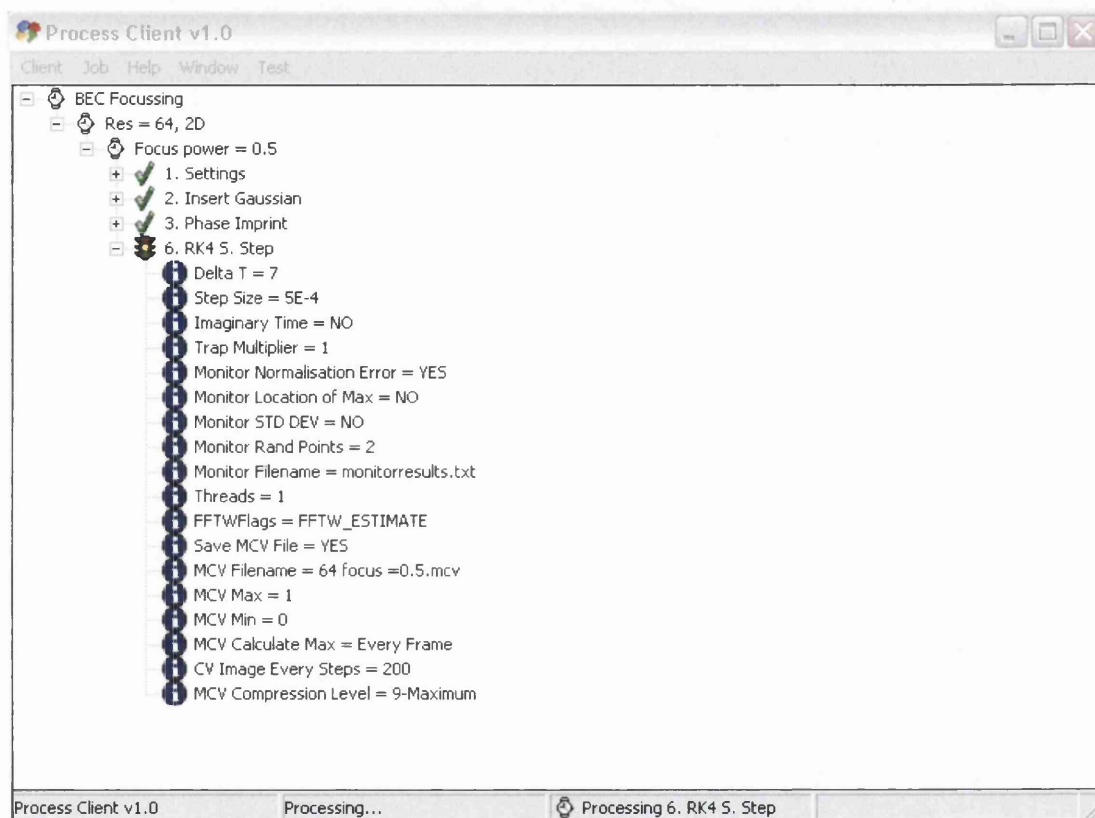 Process Client v1.0
Client Job Help Window Test
BEC Focussing
Res = 64, 2D
Focus power = 0.5
1. Settings
2. Insert Gaussian
3. Phase Imprint
6. RK4 S. Step
Delta T = 7
Step Size = 5E-4
Imaginary Time = NO
Trap Multiplier = 1
Monitor Normalisation Error = YES
Monitor Location of Max = NO
Monitor STD DEV = NO
Monitor Rand Points = 2
Monitor Filename = monitorresults.txt
Threads = 1
FFTWFlags = FFTW_ESTIMATE
Save MCV File = YES
MCV Filename = 64 focus =0.5.mcv
MCV Max = 1
MCV Min = 0
MCV Calculate Max = Every Frame
CV Image Every Steps = 200
MCV Compression Level = 9-Maximum
Process Client v1.0 Processing... Processing 6. RK4 S. Step